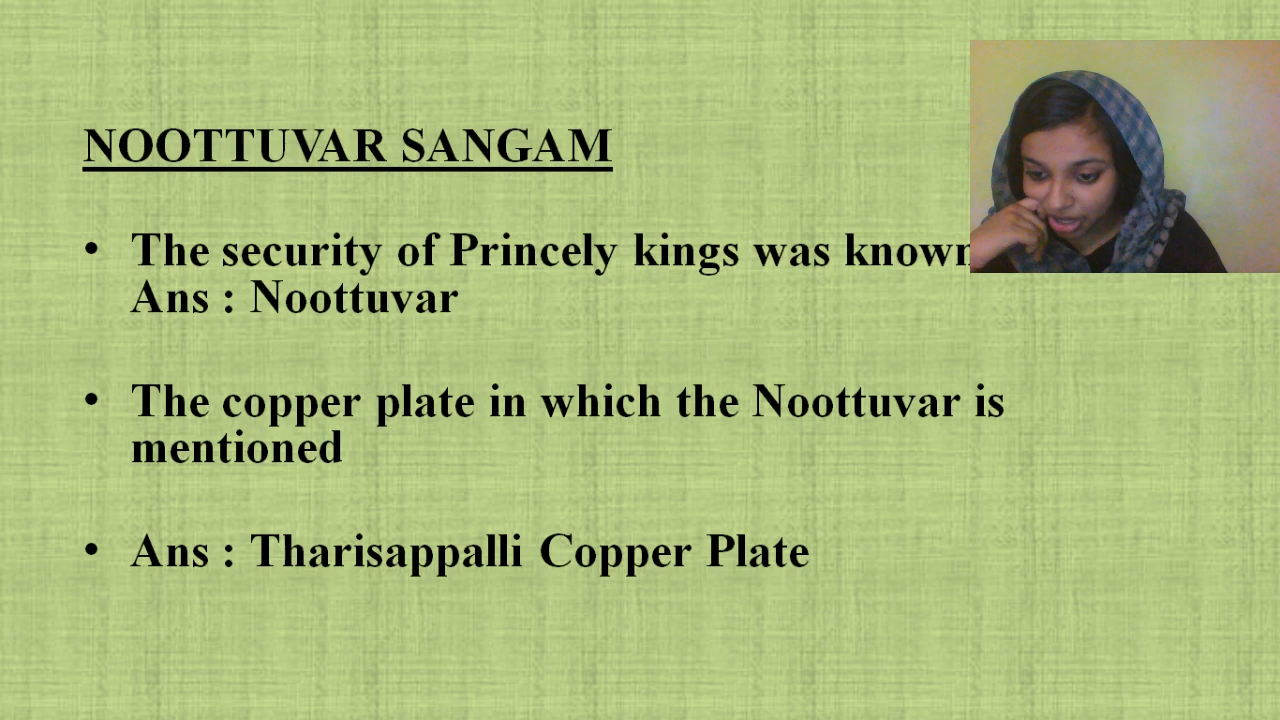 NOOTTUVAR SANGAM
• The security of Princely kings was known
Ans : Noottuvar
• The copper plate in which the Noottuvar is
mentioned
• Ans : Tharisappalli Copper Plate